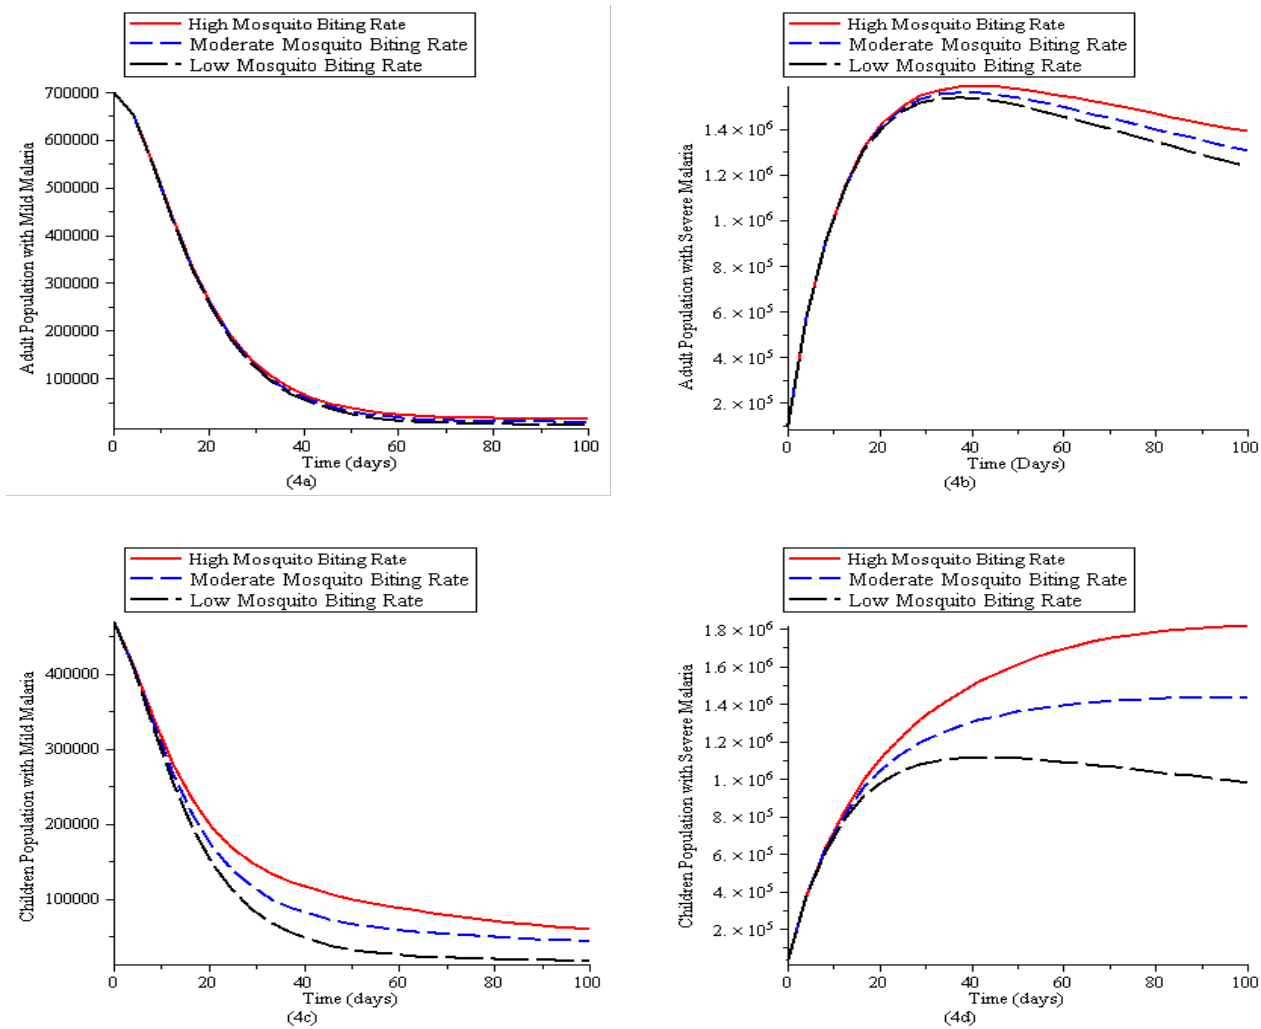 High Mosquito Biting Rate
Moderate Mosquito Biting Rate
Low Mosquito Biting Rate
700000
600000
500000
400000
300000
200000
100000
Adult Population with Mild Malaria
0 20 40 60 80 100
Time (days)
(4a)
High Mosquito Biting Rate
Moderate Mosquito Biting Rate
Low Mosquito Biting Rate
1.4 × 10⁶
1.2 × 10⁶
1. × 10⁶
8. × 10⁵
6. × 10⁵
4. × 10⁵
2. × 10⁵
Adult Population with Severe Malaria
0 20 40 60 80 100
Time (Days)
(4b)
High Mosquito Biting Rate
Moderate Mosquito Biting Rate
Low Mosquito Biting Rate
400000
300000
200000
100000
Children Population with Mild Malaria
0 20 40 60 80 100
Time (days)
(4c)
High Mosquito Biting Rate
Moderate Mosquito Biting Rate
Low Mosquito Biting Rate
1.8 × 10⁶
1.6 × 10⁶
1.4 × 10⁶
1.2 × 10⁶
1. × 10⁶
8. × 10⁵
6. × 10⁵
4. × 10⁵
2. × 10⁵
Children Population with Severe Malaria
0 20 40 60 80 100
Time (days)
(4d)